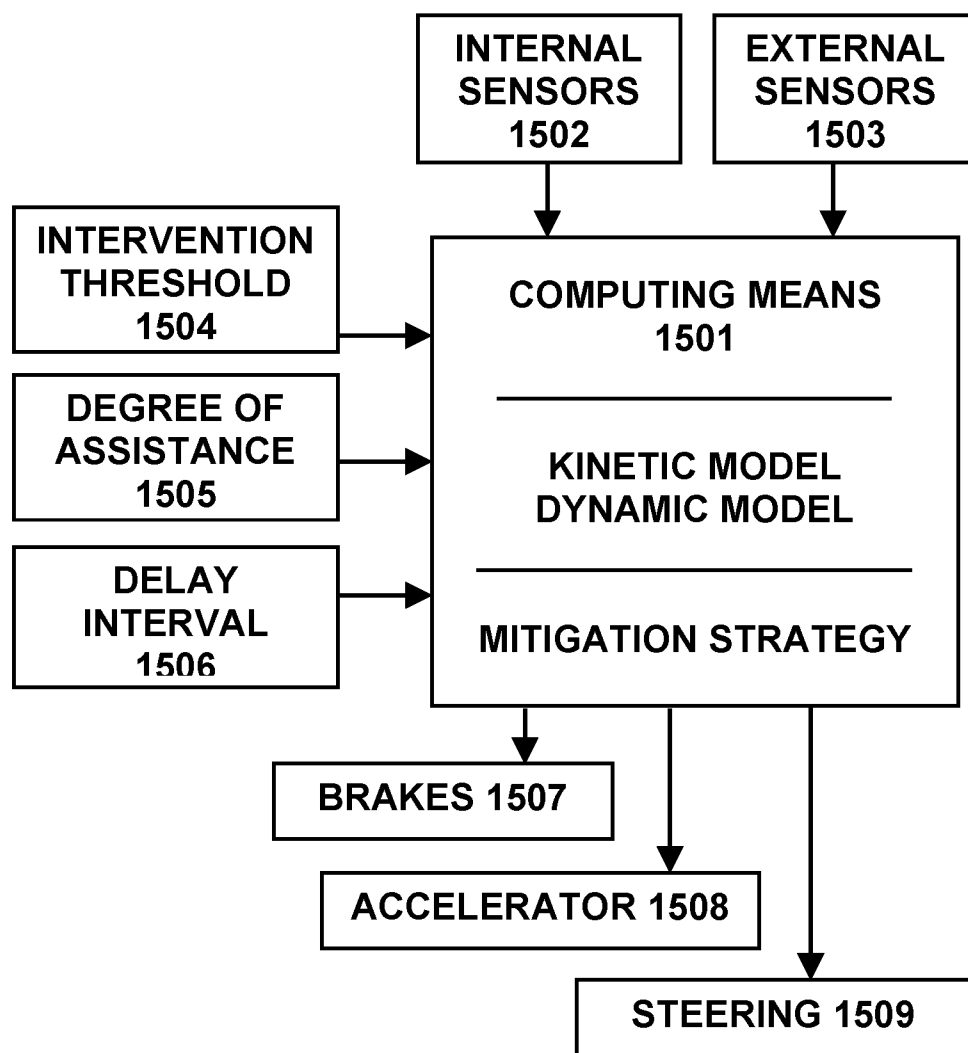 INTERNAL
SENSORS
1502
EXTERNAL
SENSORS
1503
INTERVENTION
THRESHOLD
1504
DEGREE OF
ASSISTANCE
1505
DELAY
INTERVAL
1506
COMPUTING MEANS
1501
KINETIC MODEL
DYNAMIC MODEL
MITIGATION STRATEGY
BRAKES 1507
ACCELERATOR 1508
STEERING 1509